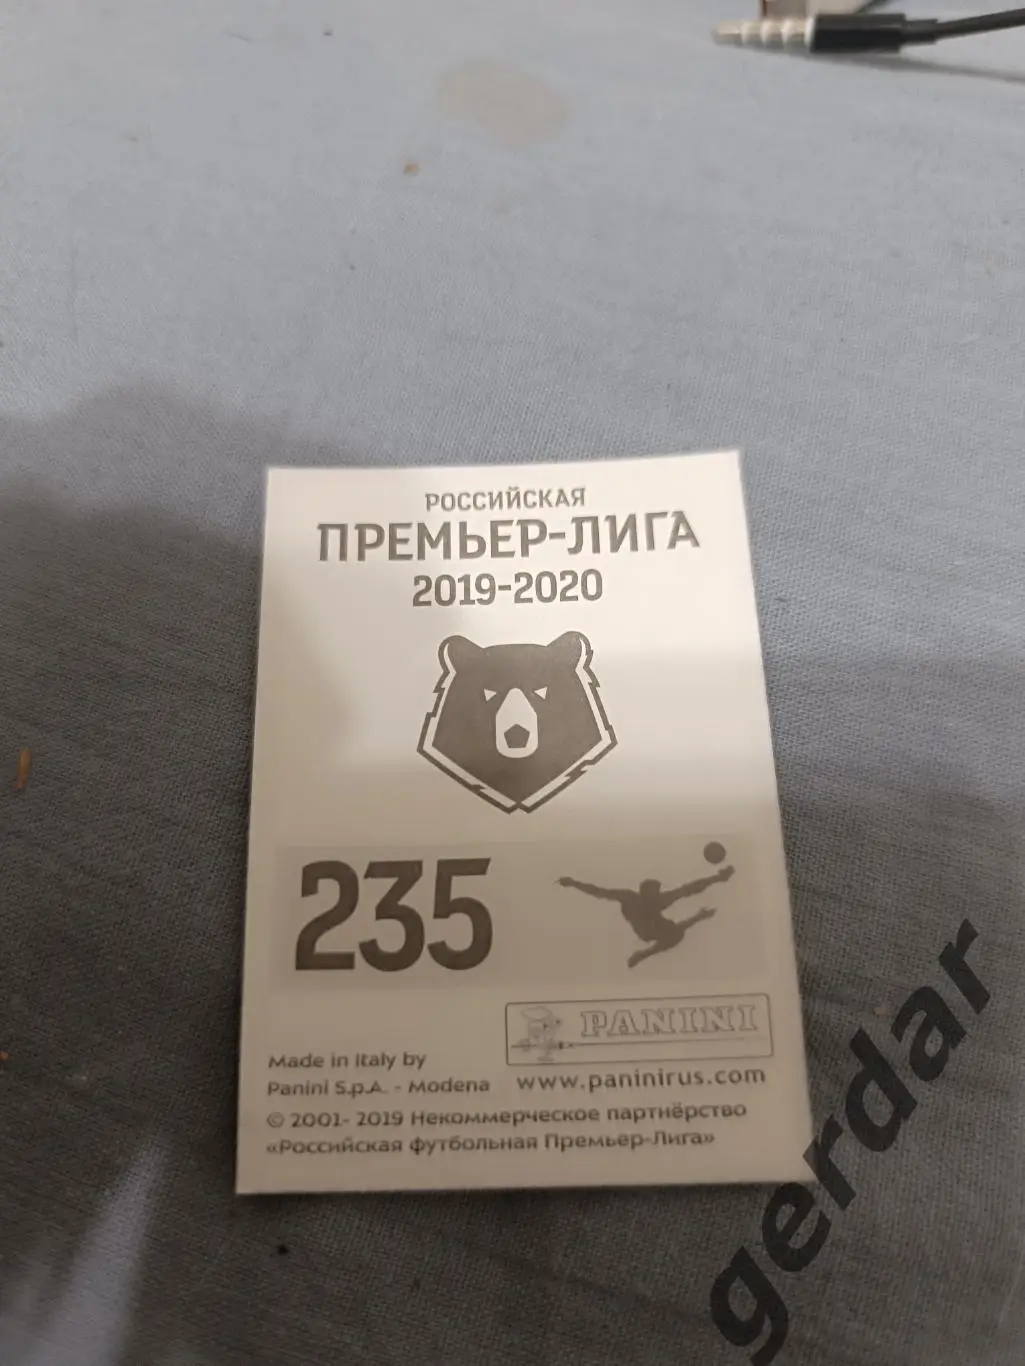 РОССИЙСКАЯ
ПРЕМЬЕР-ЛИГА
2019-2020
235
PANINI
Made in Italy by
Panini S.p.A. - Modena
www.paninirus.com
© 2001- 2019 Некоммерческое партнёрство
«Российская футбольная Премьер-Лига»
gerdar